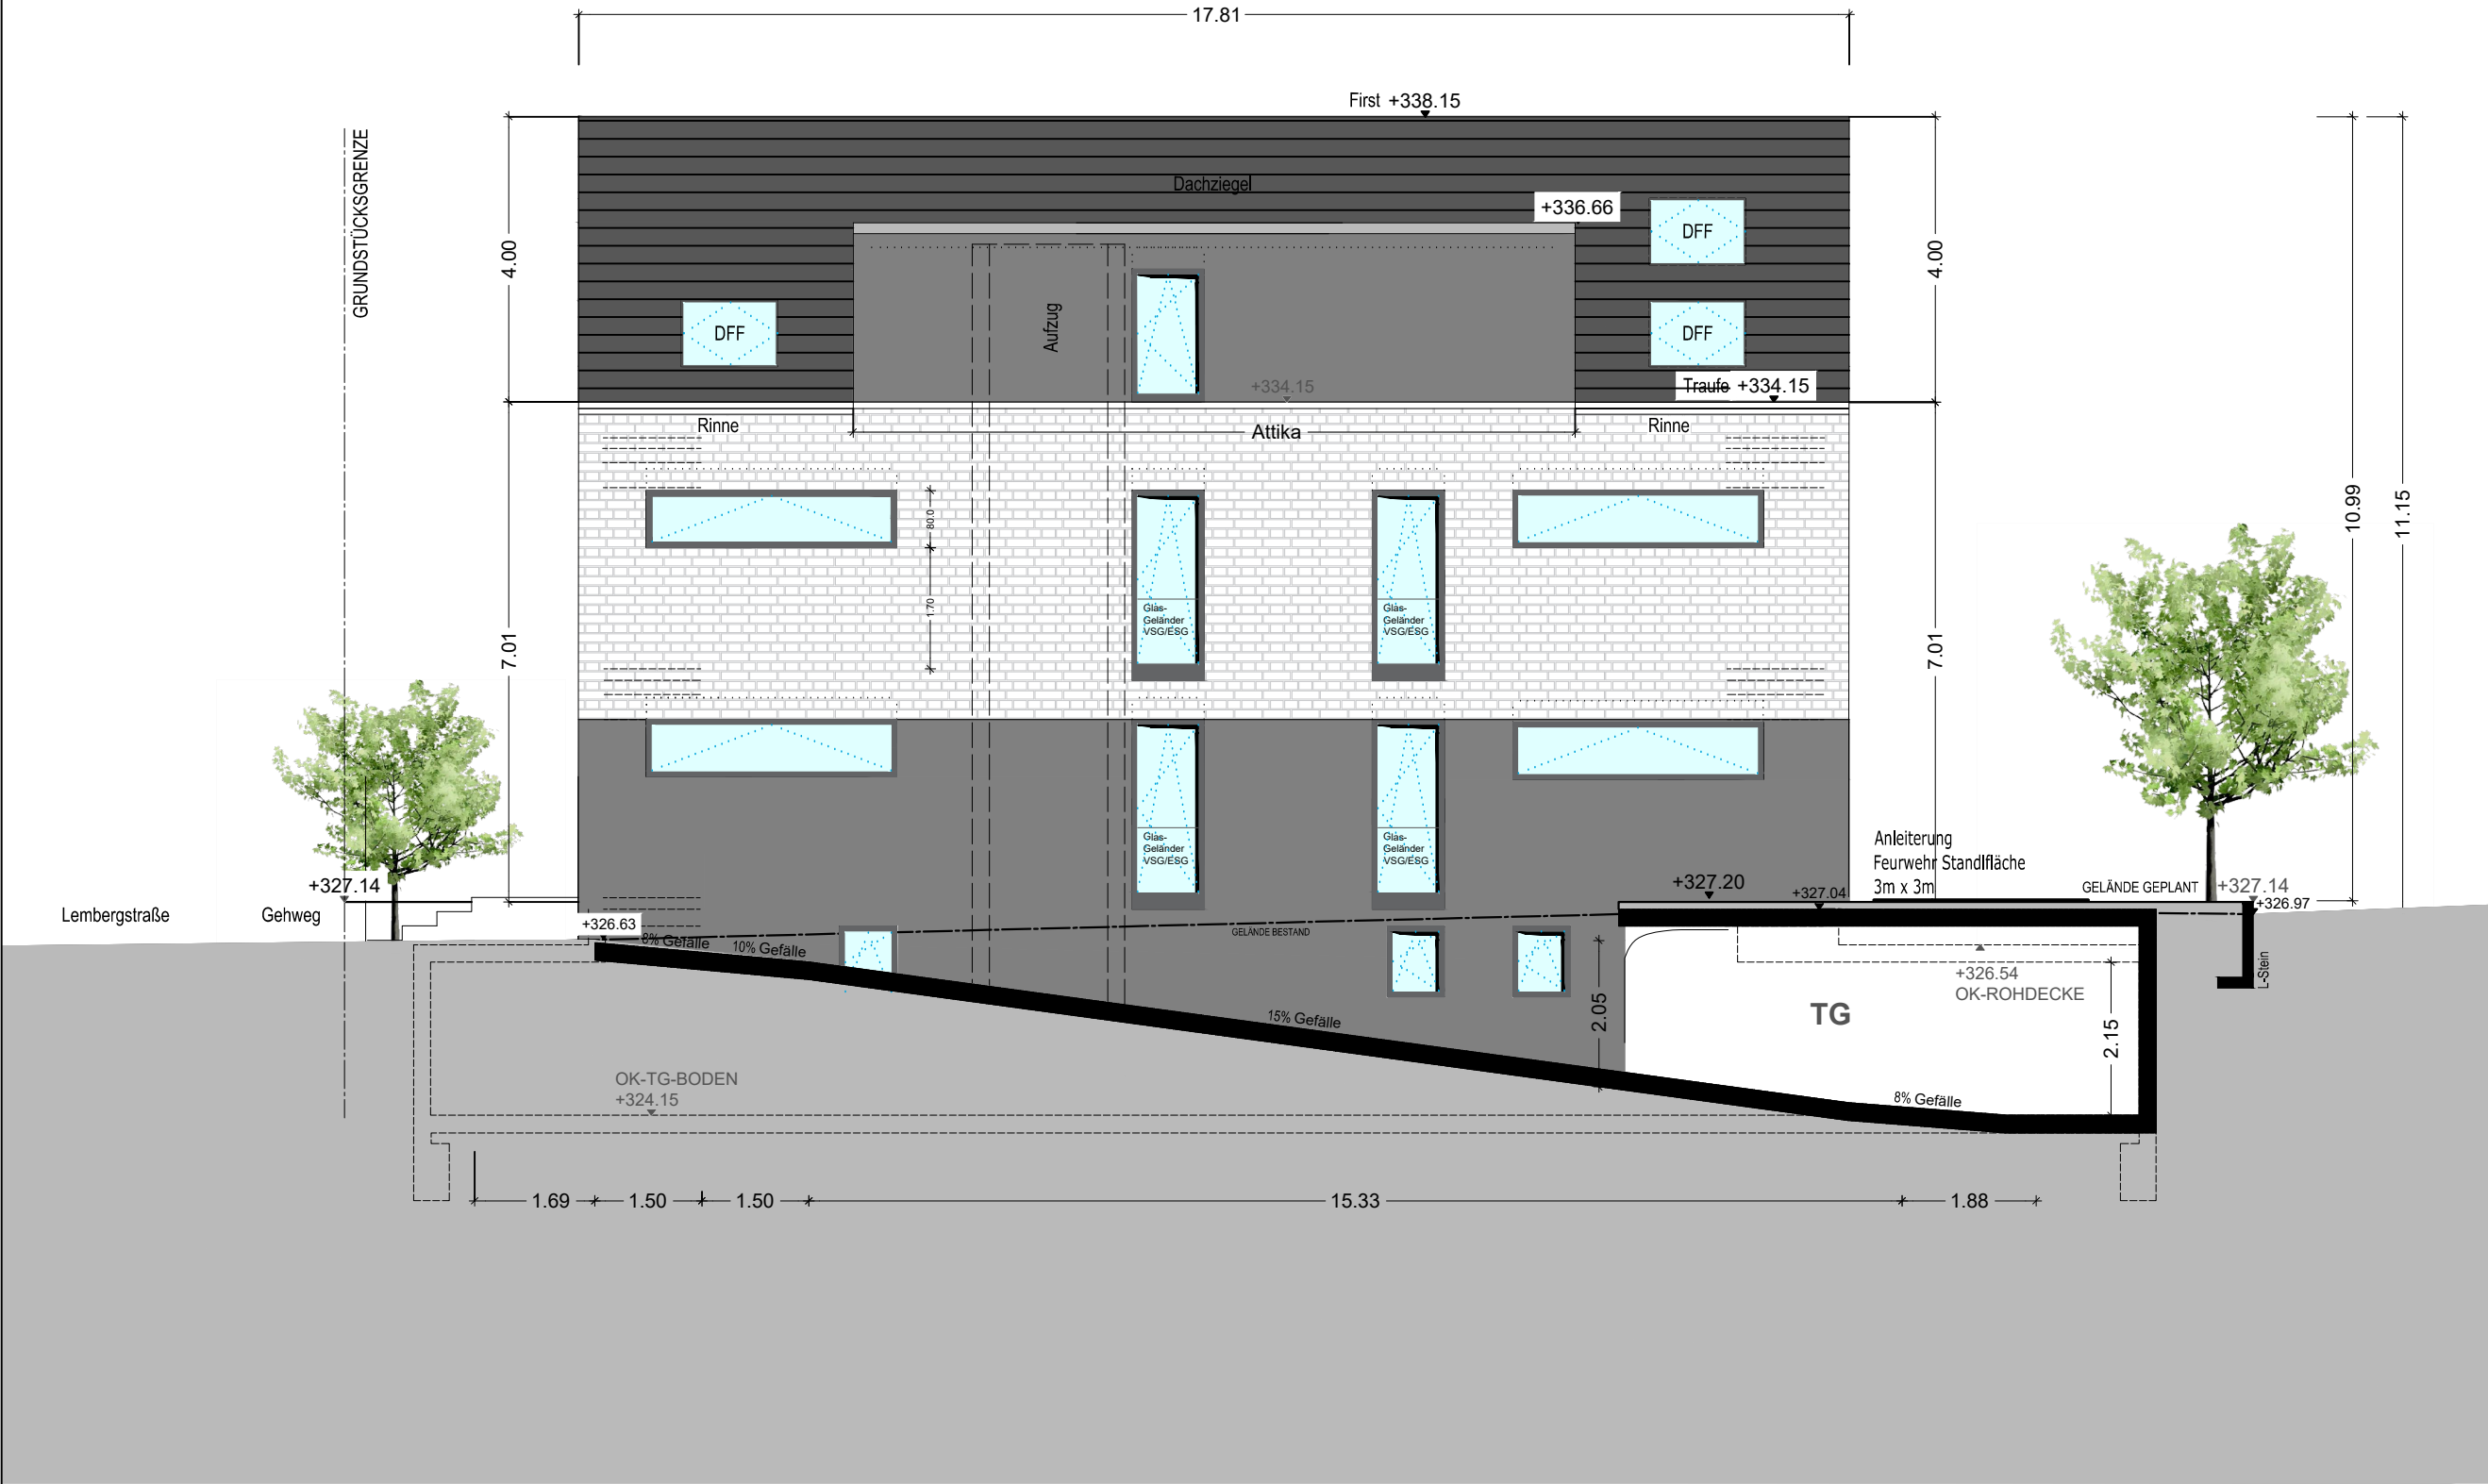 17.81
First +338.15
GRUNDSTÜCKSGRENZE
Dachziegel
+336.66
DFF
4.00
4.00
Aufzug
DFF
DFF
+334.15
Traufe +334.15
Rinne
Attika
Rinne
80.0
10.99
11.15
1.70
Glas-
Geländer
VSG/ESG
Glas-
Geländer
VSG/ESG
7.01
7.01
Glas-
Geländer
VSG/ESG
Glas-
Geländer
VSG/ESG
Anleiterung
Feurwehr Standlfläche
3m x 3m
+327.14
+327.20
+327.04
GELÄNDE GEPLANT
+327.14
+326.97
Lembergstraße
Gehweg
+326.63
8% Gefälle
10% Gefälle
GELÄNDE BESTAND
L-Stein
+326.54
OK-ROHDECKE
2.05
TG
15% Gefälle
2.15
OK-TG-BODEN
+324.15
8% Gefälle
1.69
1.50
1.50
15.33
1.88